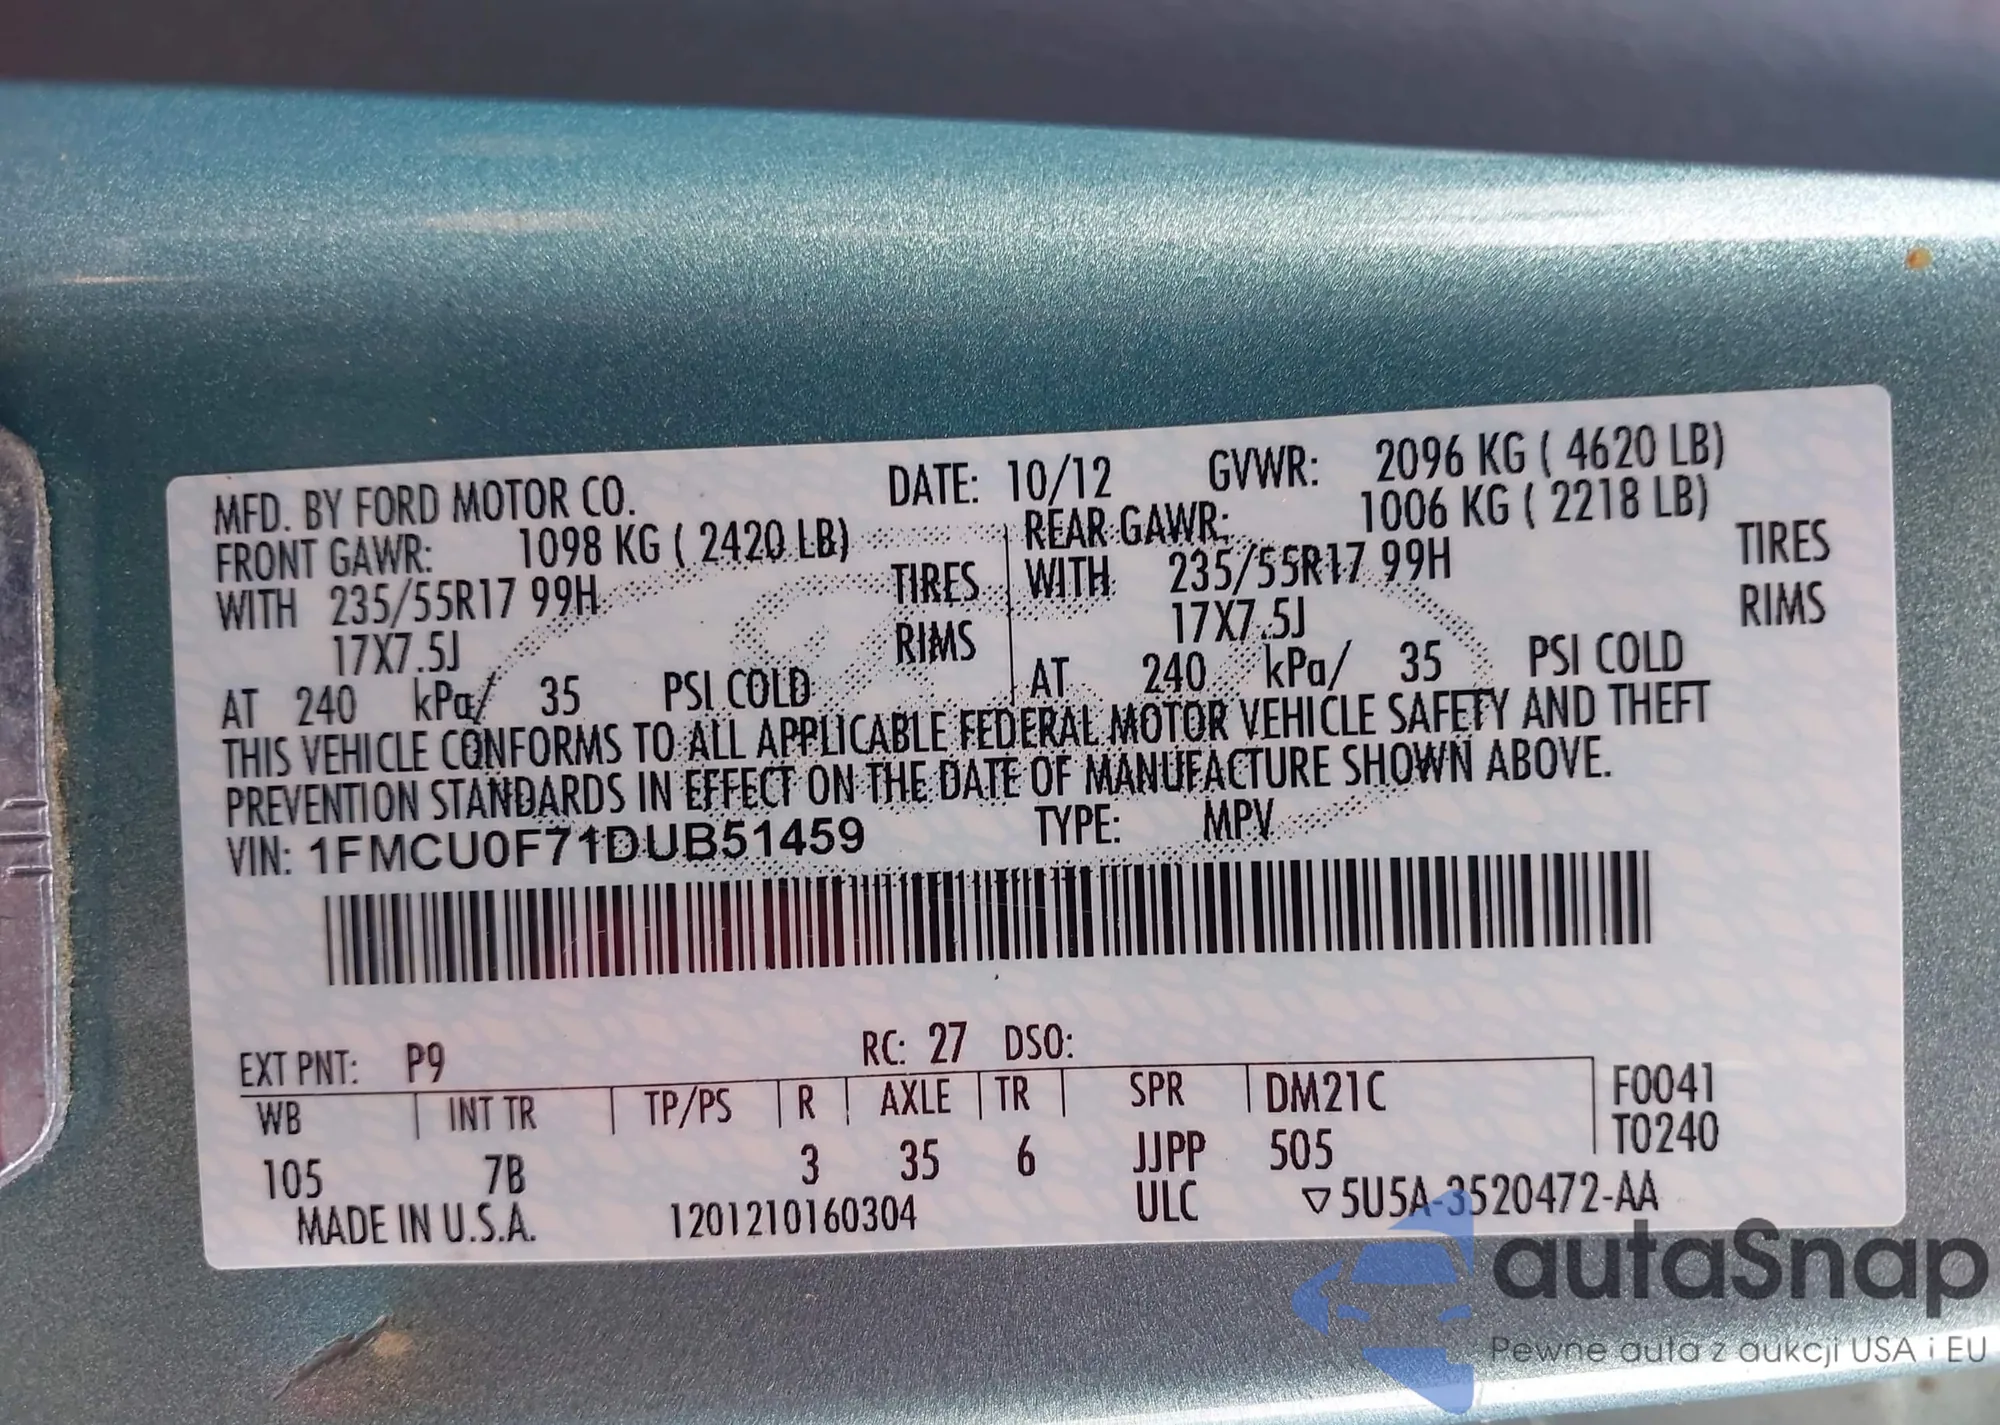 MFD. BY FORD MOTOR CO. DATE: 10/12 GVWR: 2096 KG ( 4620 LB)
FRONT GAWR: 1098 KG ( 2420 LB) REAR GAWR: 1006 KG ( 2218 LB)
WITH 235/55R17 99H TIRES WITH 235/55R17 99H TIRES
17X7.5J RIMS 17X7.5J RIMS
AT 240 kPa/ 35 PSI COLD AT 240 kPa/ 35 PSI COLD
THIS VEHICLE CONFORMS TO ALL APPLICABLE FEDERAL MOTOR VEHICLE SAFETY AND THEFT
PREVENTION STANDARDS IN EFFECT ON THE DATE OF MANUFACTURE SHOWN ABOVE.
VIN: 1FMCU0F71DUB51459 TYPE: MPV
EXT PNT: P9 RC: 27 DSO:
WB INT TR TP/PS R AXLE TR SPR DM21C F0041
T0240
105 7B 3 35 6 JJPP 505
MADE IN U.S.A. 1201210160304 ULC ▽5U5A-3520472-AA
autaSnap
Pewne auta z aukcji USA i EU